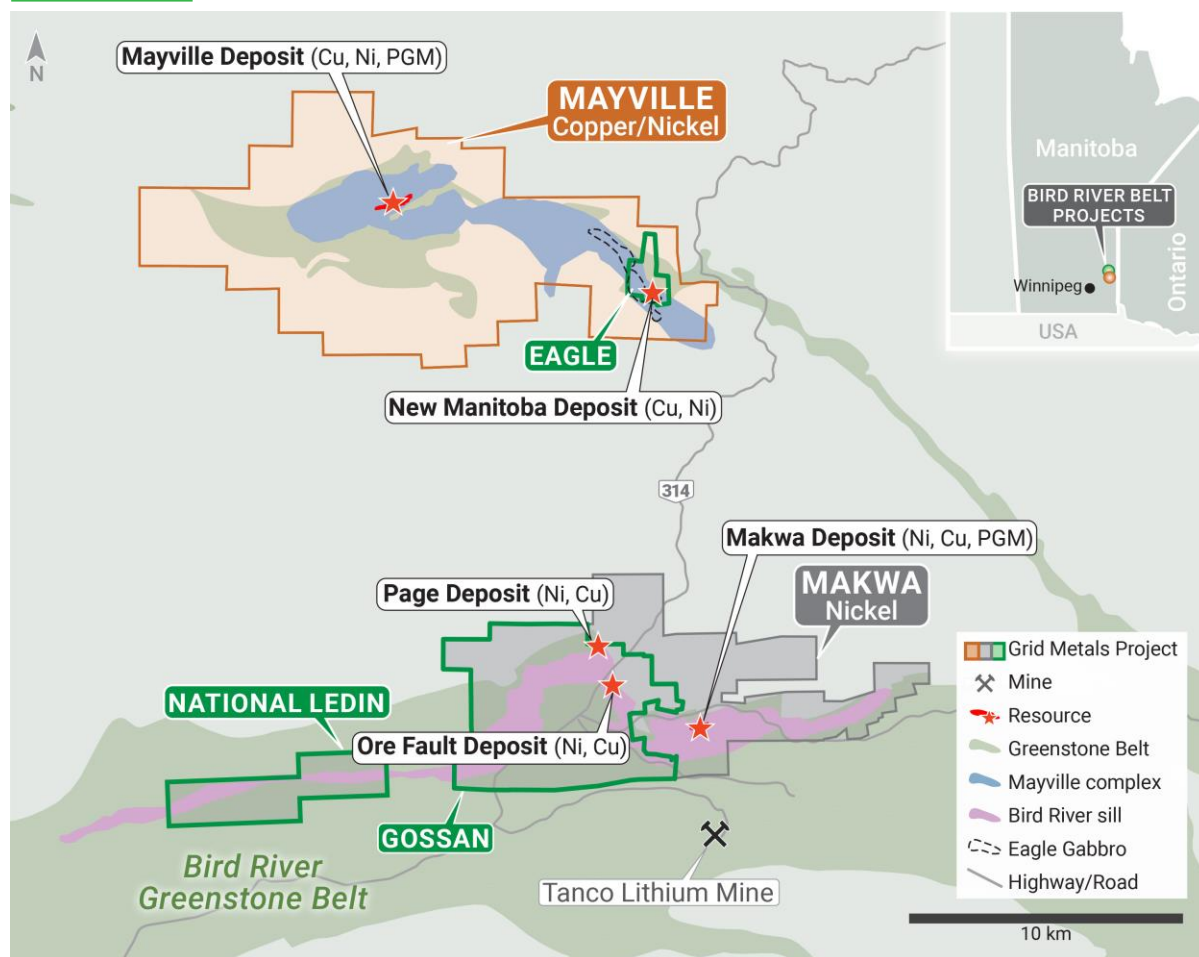 N
Mayville Deposit (Cu, Ni, PGM)
MAYVILLE
Copper/Nickel
Manitoba
BIRD RIVER BELT
PROJECTS
Winnipeg
Ontario
USA
EAGLE
New Manitoba Deposit (Cu, Ni)
314
Makwa Deposit (Ni, Cu, PGM)
Page Deposit (Ni, Cu)
MAKWA
Nickel
NATIONAL LEDIN
Ore Fault Deposit (Ni, Cu)
GOSSAN
Bird River
Greenstone Belt
Tanco Lithium Mine
Grid Metals Project
Mine
Resource
Greenstone Belt
Mayville complex
Bird River sill
Eagle Gabbro
Highway/Road
10 km